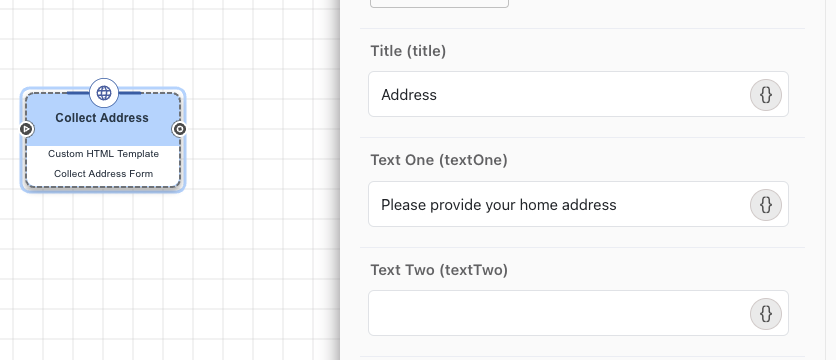 Collect Address
Custom HTML Template
Collect Address Form
Title (title)
Address
{}
Text One (textOne)
Please provide your home address
{}
Text Two (textTwo)
{}